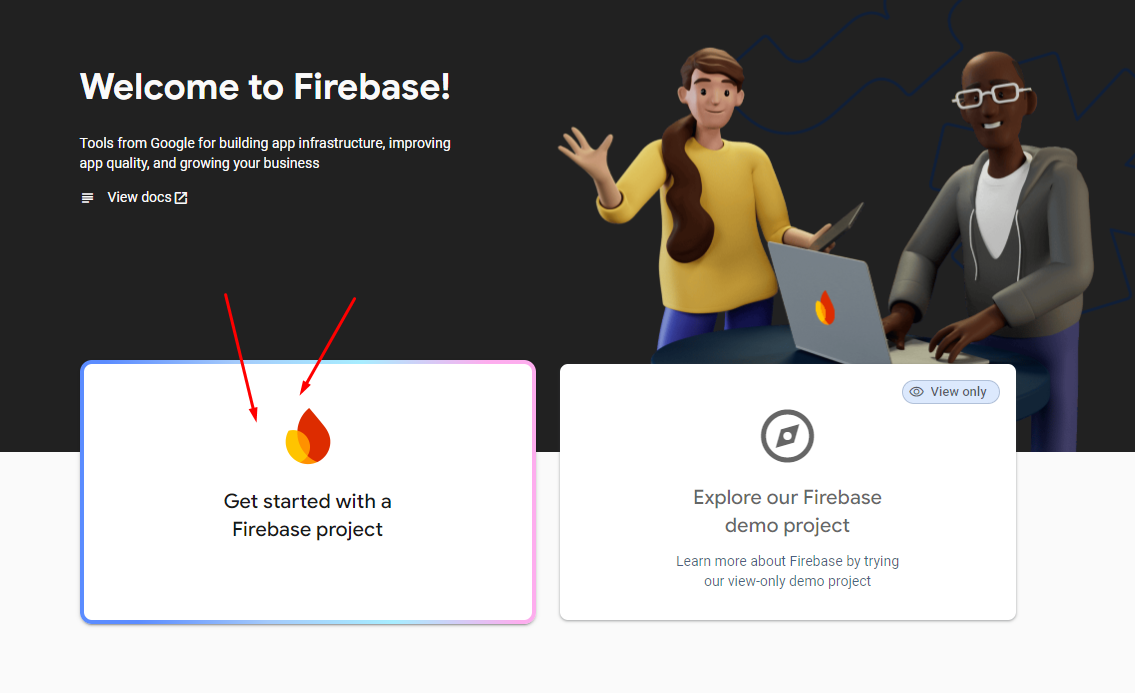 Welcome to Firebase!
Tools from Google for building app infrastructure, improving
app quality, and growing your business
View docs
Get started with a
Firebase project
View only
Explore our Firebase
demo project
Learn more about Firebase by trying
our view-only demo project